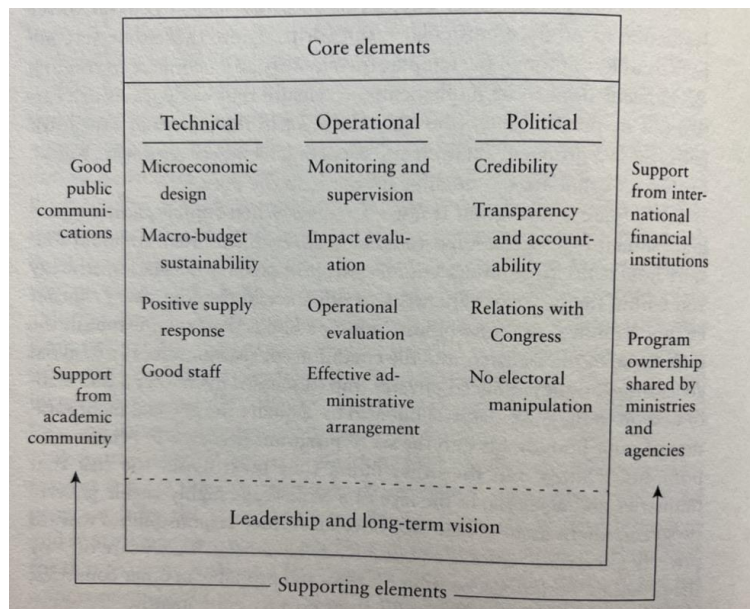 Core elements
Technical
Operational
Political
Good
public
communi-
cations
Support
from
academic
community
Microeconomic
design
Macro-budget
sustainability
Positive supply
response
Good staff
Monitoring and
supervision
Impact evalu-
ation
Operational
evaluation
Effective ad-
ministrative
arrangement
Credibility
Transparency
and account-
ability
Relations with
Congress
No electoral
manipulation
Support
from inter-
national
financial
institutions
Program
ownership
shared by
ministries
and
agencies
Leadership and long-term vision
Supporting elements